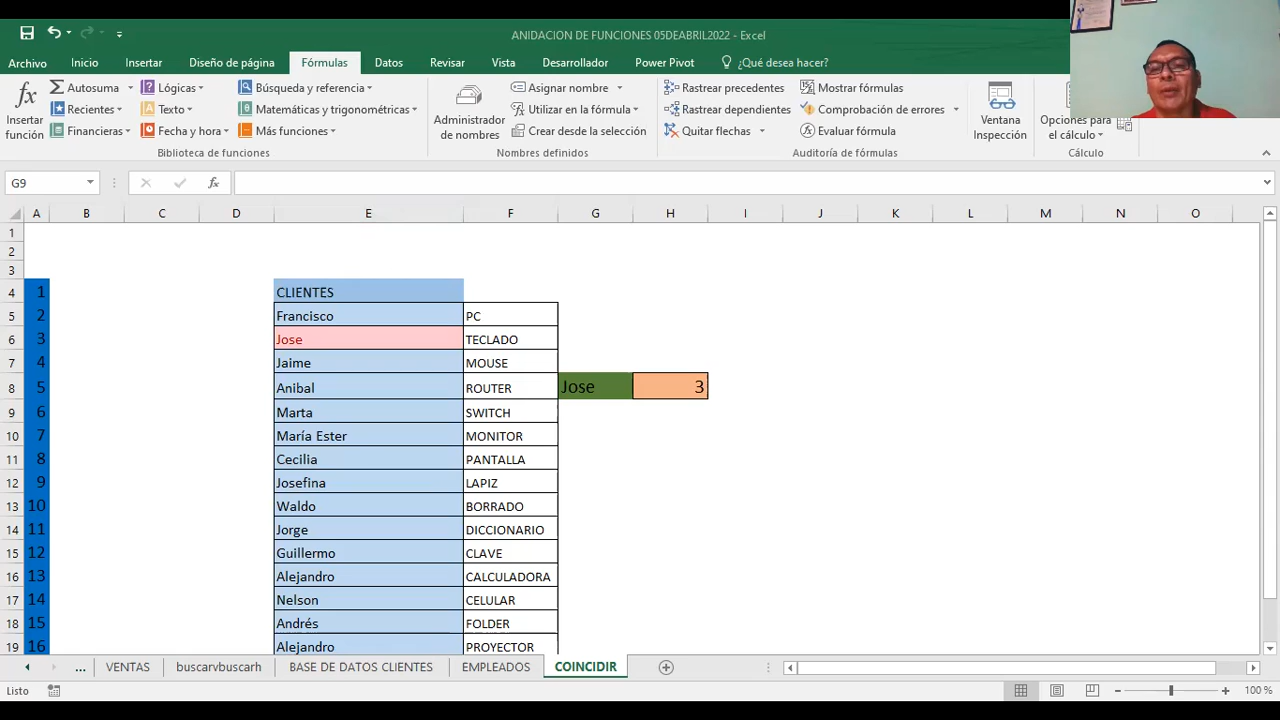 ANIDACION DE FUNCIONES 05DEABRIL2022 - Excel
Archivo Inicio Insertar Diseño de página Fórmulas Datos Revisar Vista Desarrollador Power Pivot ¿Qué desea hacer?
Insertar función
Autosuma
Recientes
Financieras
Lógicas
Texto
Fecha y hora
Búsqueda y referencia
Matemáticas y trigonométricas
Más funciones
Biblioteca de funciones
Administrador de nombres
Asignar nombre
Utilizar en la fórmula
Crear desde la selección
Nombres definidos
Rastrear precedentes
Rastrear dependientes
Quitar flechas
Mostrar fórmulas
Comprobación de errores
Evaluar fórmula
Auditoría de fórmulas
Ventana Inspección
Opciones para el cálculo
Cálculo
G9 fx
A B C D E F G H I J K L M N O
1
2
3
4 1 CLIENTES
5 2 Francisco PC
6 3 Jose TECLADO
7 4 Jaime MOUSE
8 5 Anibal ROUTER Jose 3
9 6 Marta SWITCH
10 7 María Ester MONITOR
11 8 Cecilia PANTALLA
12 9 Josefina LAPIZ
13 10 Waldo BORRADO
14 11 Jorge DICCIONARIO
15 12 Guillermo CLAVE
16 13 Alejandro CALCULADORA
17 14 Nelson CELULAR
18 15 Andrés FOLDER
19 16 Alejandro PROYECTOR
... VENTAS buscarvbuscarh BASE DE DATOS CLIENTES EMPLEADOS COINCIDIR
Listo 100 %